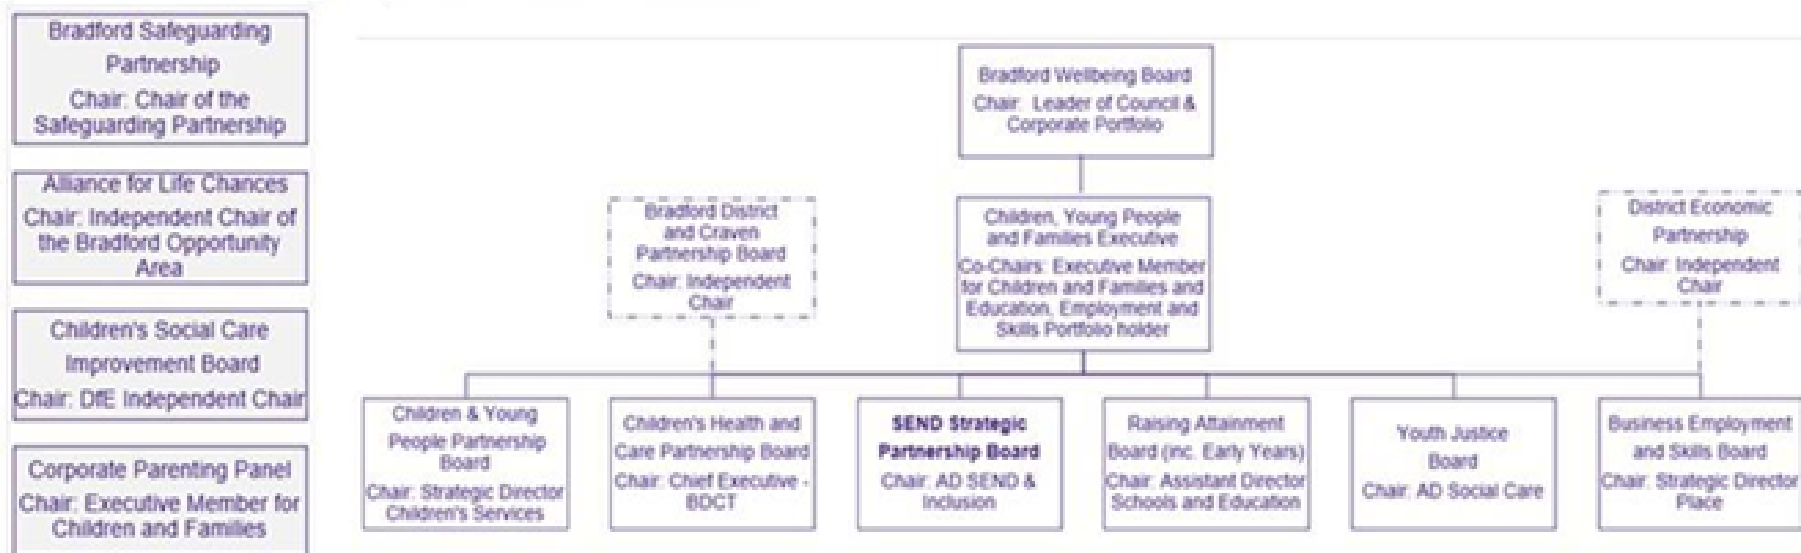 Bradford Safeguarding
Partnership
Chair: Chair of the
Safeguarding Partnership
Alliance for Life Chances
Chair: Independent Chair of
the Bradford Opportunity
Area
Children's Social Care
Improvement Board
Chair: DfE Independent Chair
Corporate Parenting Panel
Chair: Executive Member for
Children and Families
Bradford Wellbeing Board
Chair: Leader of Council &
Corporate Portfolio
Bradford District
and Craven
Partnership Board
Chair: Independent
Chair
Children, Young People
and Families Executive
Co-Chairs: Executive Member
for Children and Families and
Education, Employment and
Skills Portfolio holder
District Economic
Partnership
Chair: Independent
Chair
Children & Young
People Partnership
Board
Chair: Strategic Director
Children's Services
Children's Health and
Care Partnership Board
Chair: Chief Executive -
BDCT
SEND Strategic
Partnership Board
Chair: AD SEND &
Inclusion
Raising Attainment
Board (inc. Early Years)
Chair: Assistant Director
Schools and Education
Youth Justice
Board
Chair: AD Social Care
Business Employment
and Skills Board
Chair: Strategic Director
Place